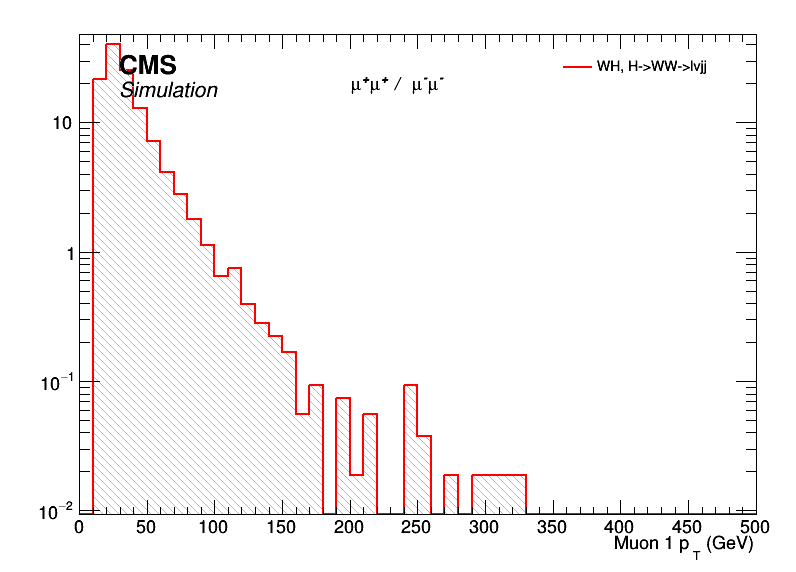 CMS
Simulation
μ⁺μ⁺ / μ⁻μ⁻
WH, H->WW->lvjj
10
1
10⁻¹
10⁻²
0 50 100 150 200 250 300 350 400 450 500
Muon 1 p_T (GeV)